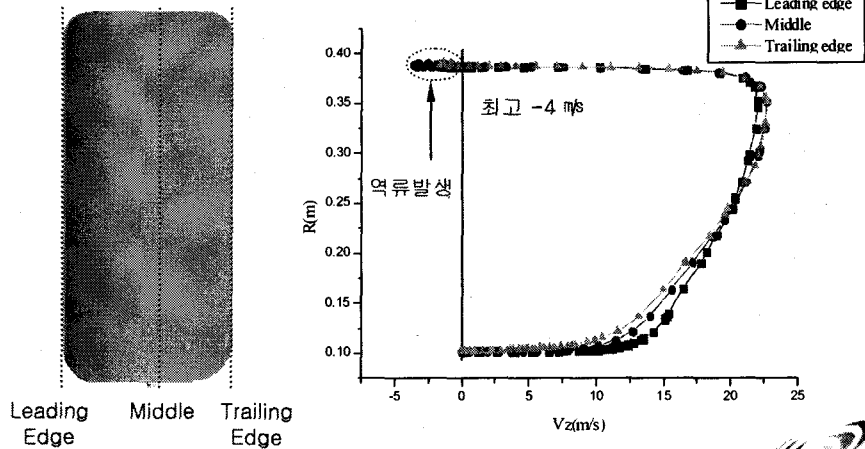 Leading edge
Middle
Trailing edge
0.40
0.35
0.30
0.25
0.20
0.15
0.10
R(m)
-5
0
5
10
15
20
25
Vz(m/s)
최고 -4 ㎧
역류발생
Leading Middle Trailing
Edge Edge